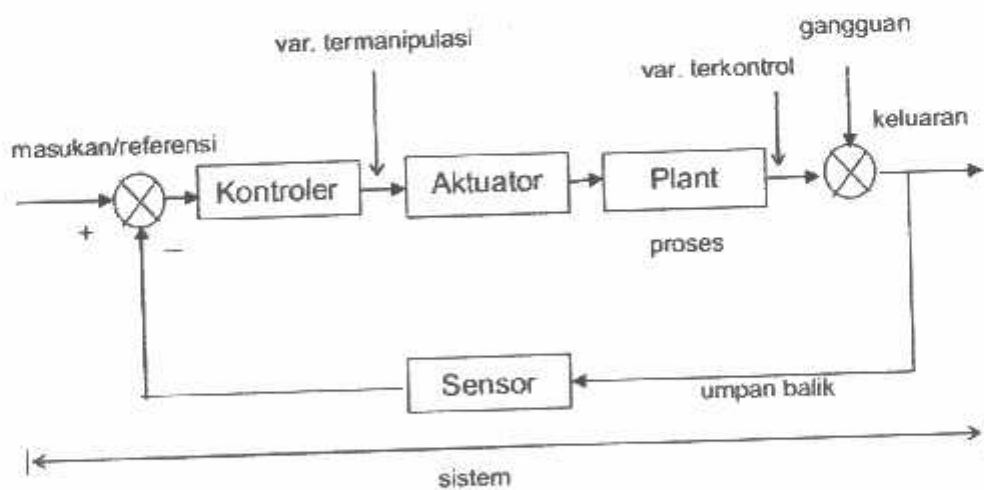 gangguan
var. termanipulasi
var. terkontrol
keluaran
masukan/referensi
Kontroler
Aktuator
Plant
+
−
proses
Sensor
umpan balik
sistem